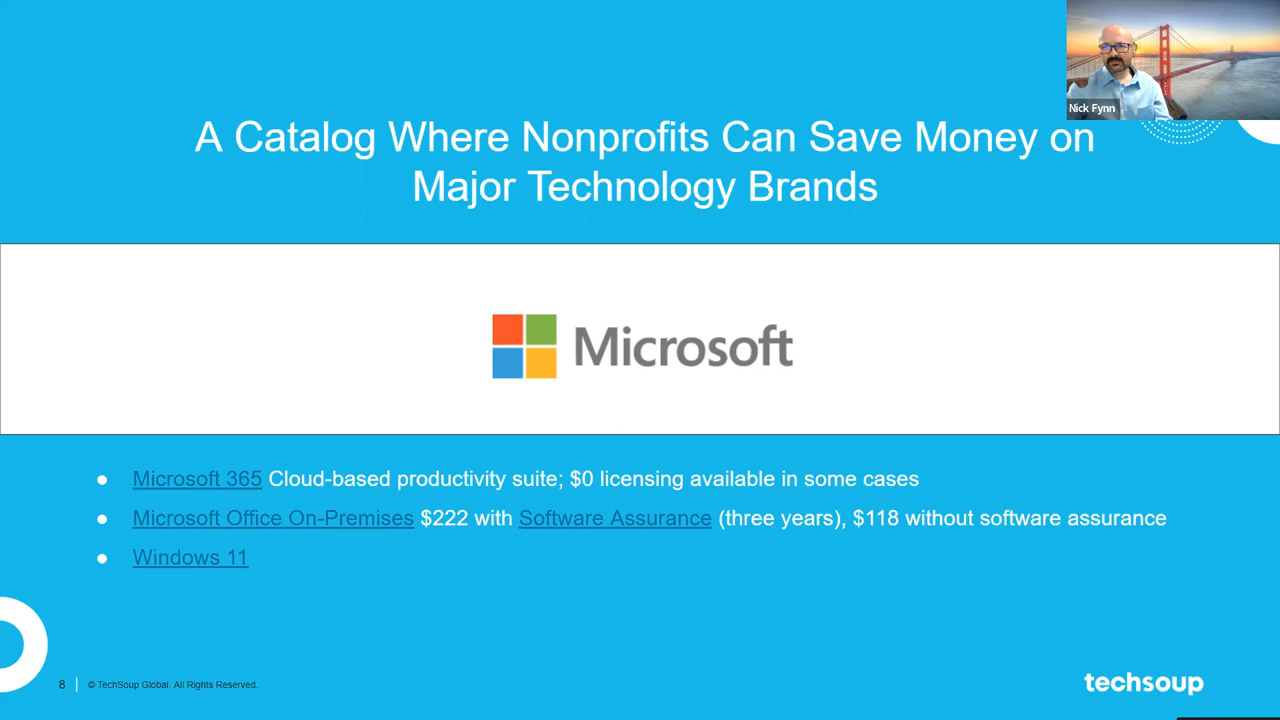 Nick Fynn
A Catalog Where Nonprofits Can Save Money on
Major Technology Brands
Microsoft
● Microsoft 365 Cloud-based productivity suite; $0 licensing available in some cases
● Microsoft Office On-Premises $222 with Software Assurance (three years), $118 without software assurance
● Windows 11
8 | © TechSoup Global. All Rights Reserved.
techsoup